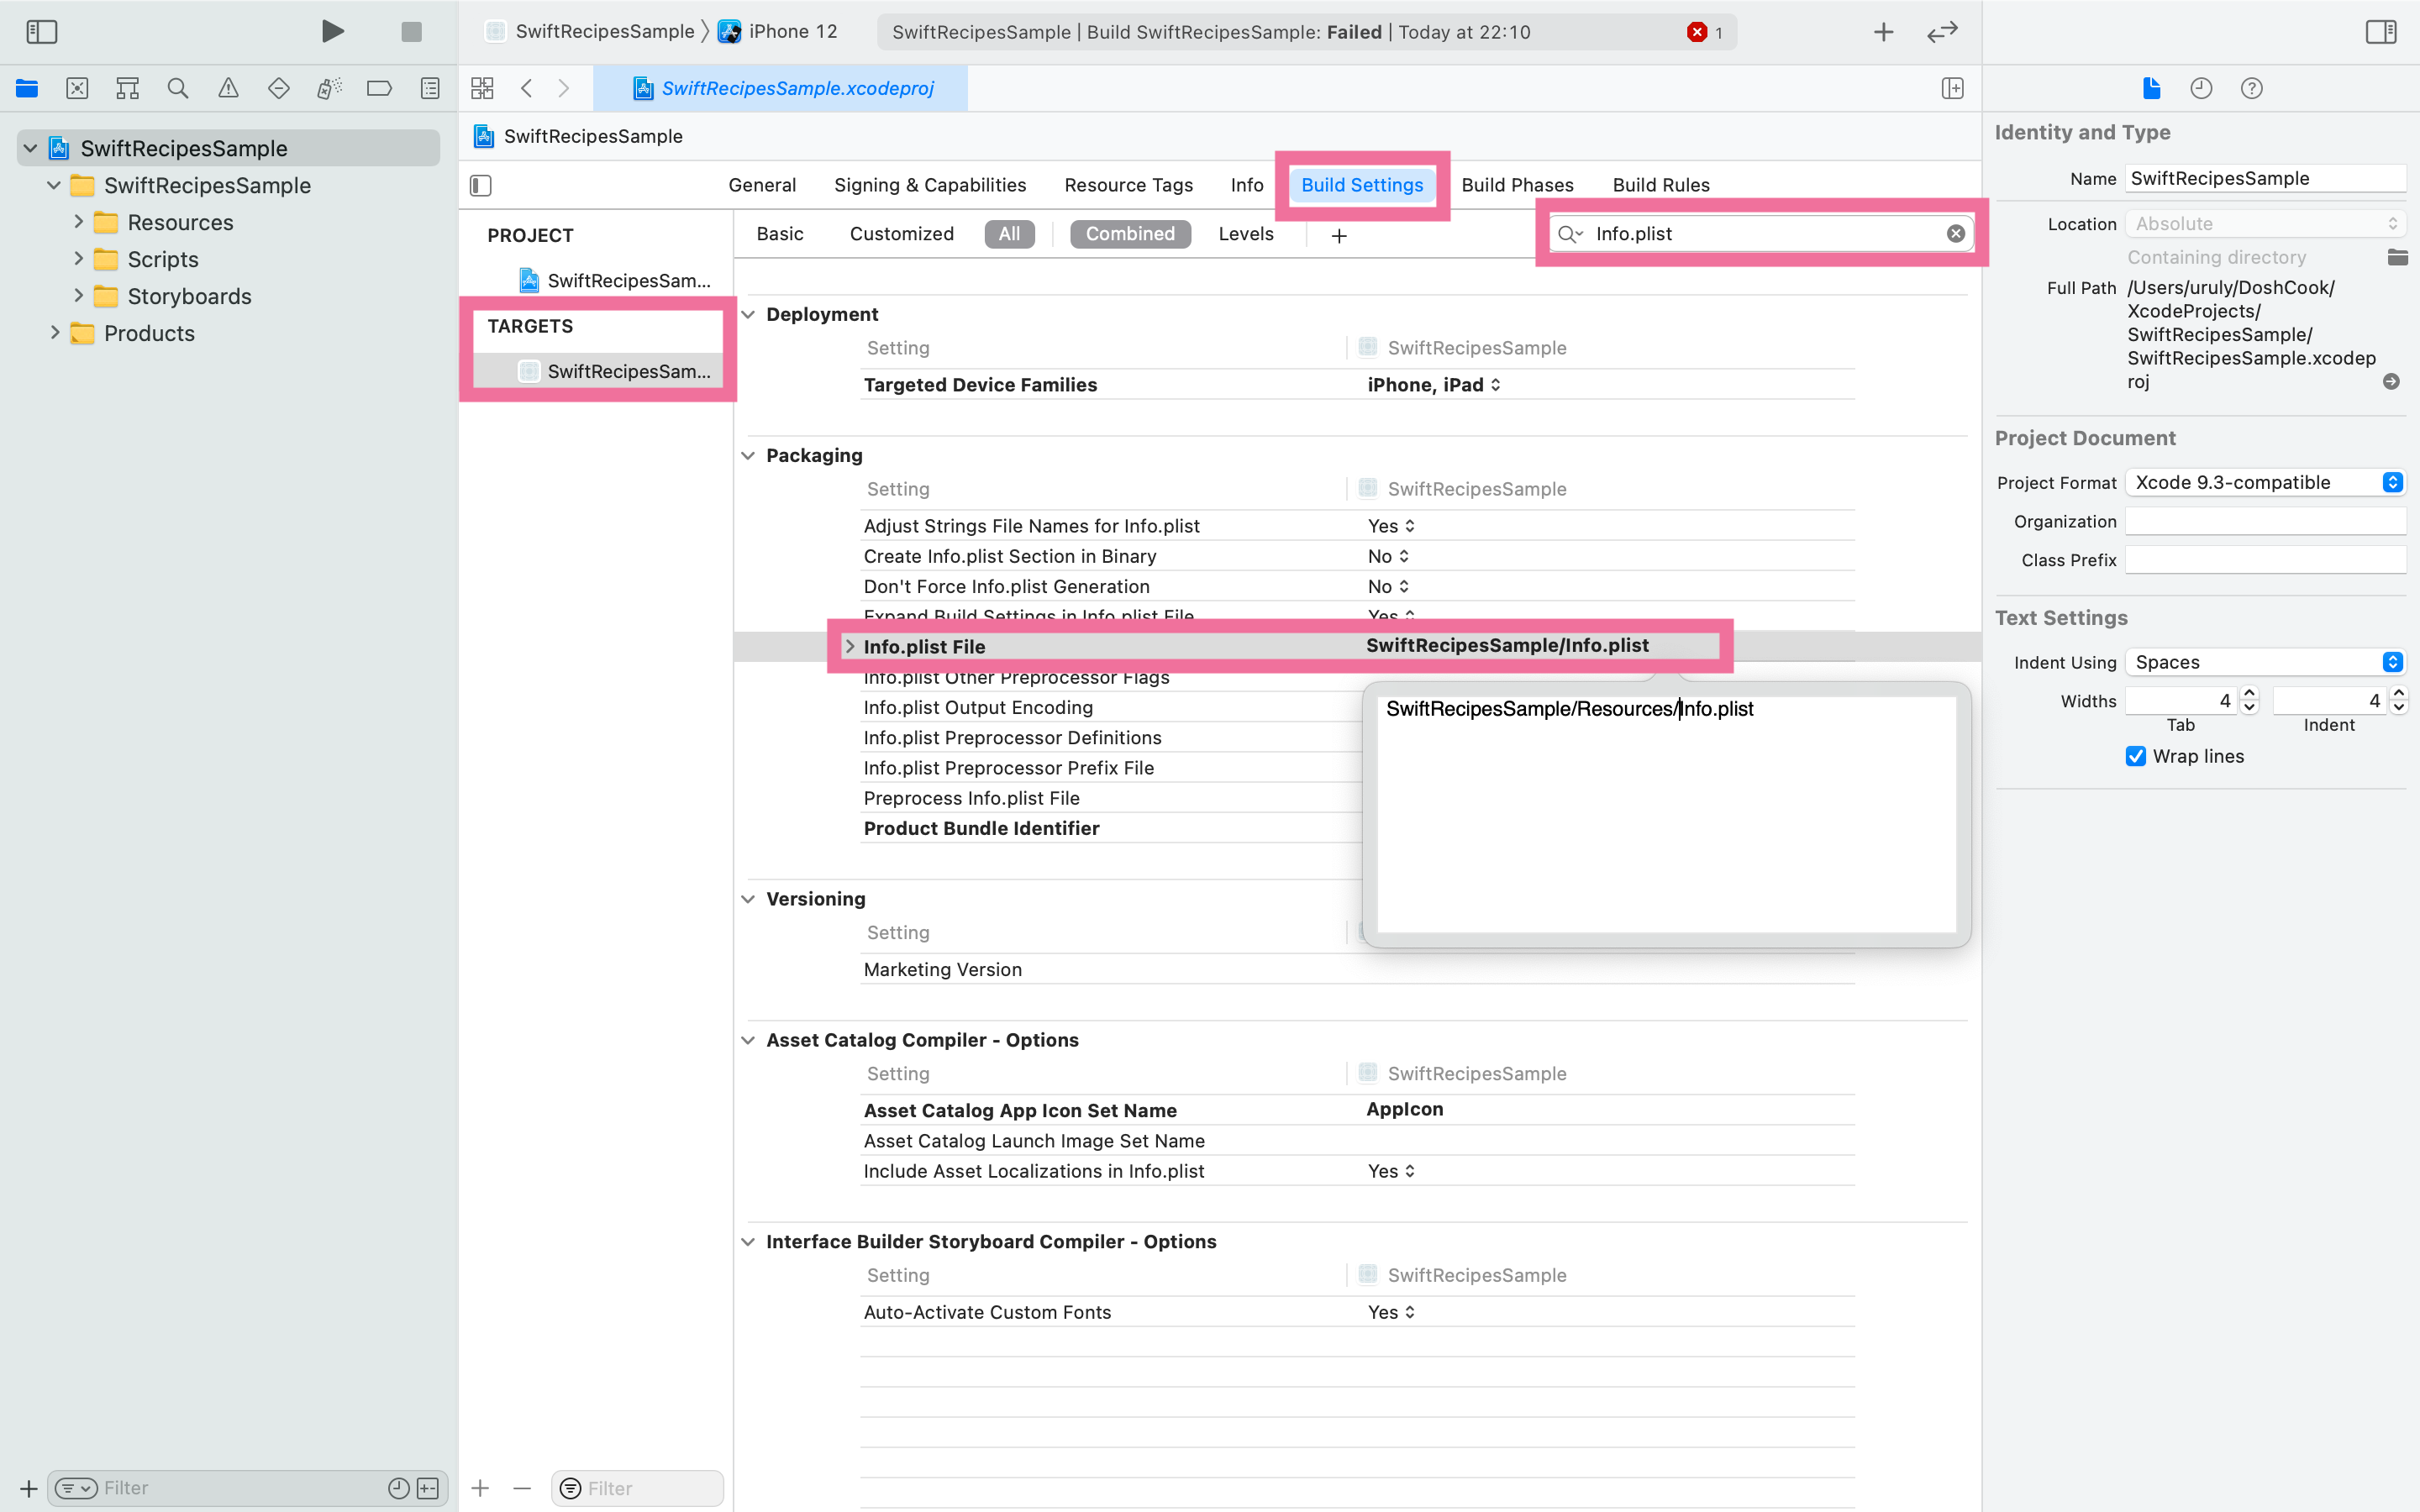 SwiftRecipesSample
iPhone 12
SwiftRecipesSample | Build SwiftRecipesSample: Failed | Today at 22:10
1
SwiftRecipesSample.xcodeproj
SwiftRecipesSample
SwiftRecipesSample
SwiftRecipesSample
Resources
Scripts
Storyboards
Products
Filter
General
Signing & Capabilities
Resource Tags
Info
Build Settings
Build Phases
Build Rules
PROJECT
SwiftRecipesSam...
TARGETS
SwiftRecipesSam...
Filter
Basic
Customized
All
Combined
Levels
Info.plist
Deployment
Setting
SwiftRecipesSample
Targeted Device Families
iPhone, iPad
Packaging
Setting
SwiftRecipesSample
Adjust Strings File Names for Info.plist
Yes
Create Info.plist Section in Binary
No
Don't Force Info.plist Generation
No
Expand Build Settings in Info.plist File
Yes
Info.plist File
SwiftRecipesSample/Info.plist
Info.plist Other Preprocessor Flags
SwiftRecipesSample/Resources/Info.plist
Info.plist Output Encoding
Info.plist Preprocessor Definitions
Info.plist Preprocessor Prefix File
Preprocess Info.plist File
Product Bundle Identifier
Versioning
Setting
Marketing Version
Asset Catalog Compiler - Options
Setting
SwiftRecipesSample
Asset Catalog App Icon Set Name
AppIcon
Asset Catalog Launch Image Set Name
Include Asset Localizations in Info.plist
Yes
Interface Builder Storyboard Compiler - Options
Setting
SwiftRecipesSample
Auto-Activate Custom Fonts
Yes
Identity and Type
Name
SwiftRecipesSample
Location
Absolute
Containing directory
Full Path
/Users/uruly/DoshCook/
XcodeProjects/
SwiftRecipesSample/
SwiftRecipesSample.xcodep
roj
Project Document
Project Format
Xcode 9.3-compatible
Organization
Class Prefix
Text Settings
Indent Using
Spaces
Widths
4
4
Tab
Indent
Wrap lines